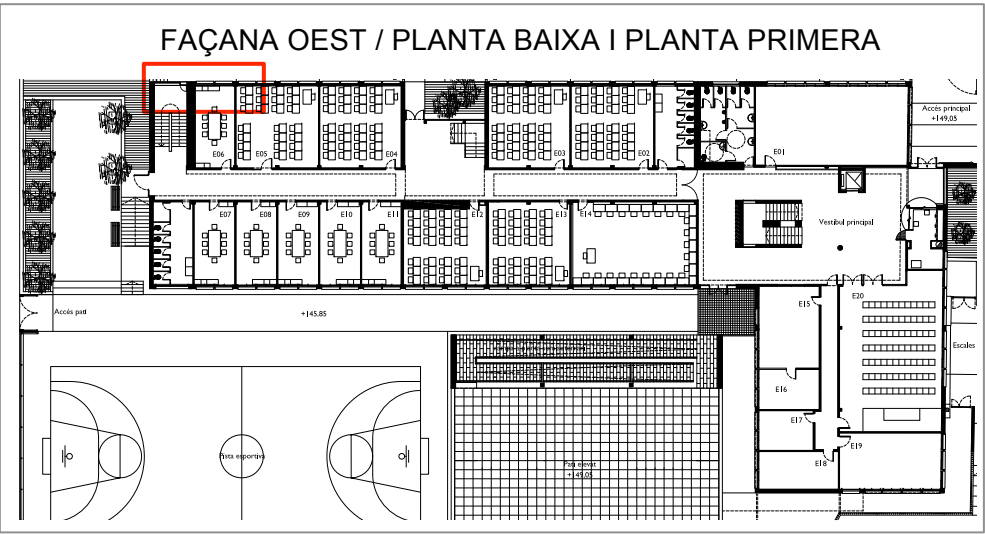 FAÇANA OEST / PLANTA BAIXA I PLANTA PRIMERA
Accés principal
+149,05
E06
E05
E04
E03
E02
E01
E07
E08
E09
E10
E11
E12
E13
E14
Vestíbul principal
Accés pati
+145,85
E15
E20
Escales
E16
E17
E18
E19
Pista esportiva
Pati elevat
+149,05